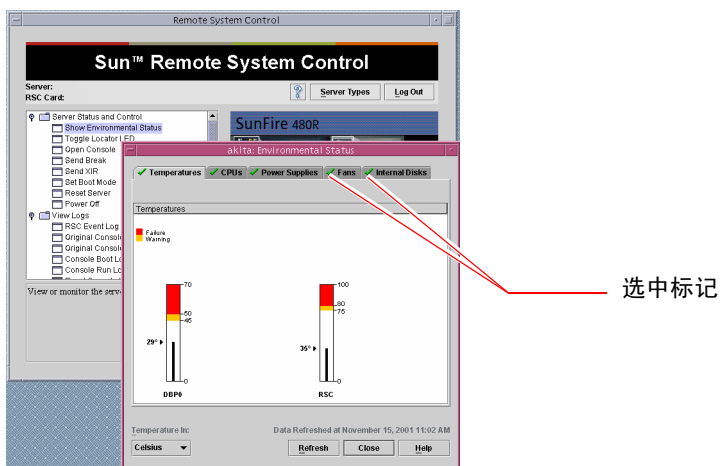 Remote System Control
Sun™ Remote System Control
Server:
RSC Card:
Server Types
Log Out
Server Status and Control
Show Environmental Status
Toggle Locator LED
Open Console
Send Break
Send XIR
Set Boot Mode
Reset Server
Power Off
View Logs
RSC Event Log
Original Consol
Original Consol
Console Boot Lo
Console Run Lo
View or monitor the serve
SunFire 480R
akita: Environmental Status
Temperatures
CPUs
Power Supplies
Fans
Internal Disks
Temperatures
Failure
Warning
70
50
45
29°
0
DBP0
100
80
75
35°
0
RSC
Temperature In:
Data Refreshed at November 15, 2001 11:02 AM
Celsius
Refresh
Close
Help
选中标记